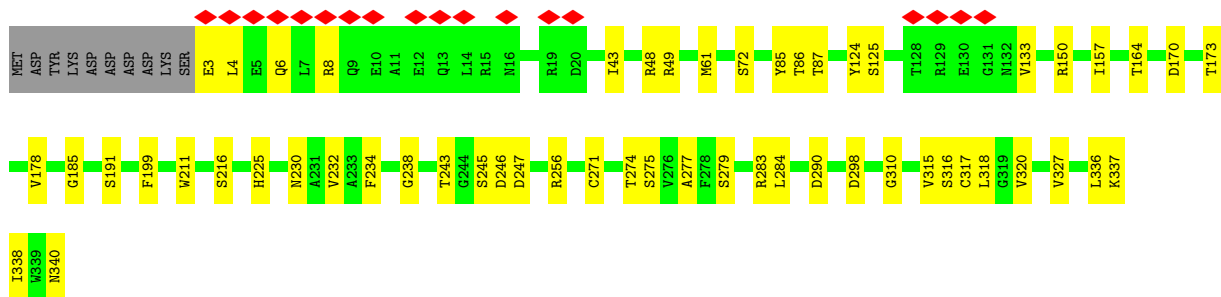 MET ASP TYR LYS ASP ASP ASP ASP LYS SER E3 L4 E5 Q6 L7 R8 Q9 E10 A11 E12 Q13 L14 R15 N16 R19 D20 I43 R48 R49 M61 S72 Y85 T86 T87 Y124 S125 T128 R129 E130 G131 N132 V133 R150 I157 T164 D170 T173
V178 G185 S191 F199 W211 S216 H225 N230 A231 V232 A233 F234 G238 T243 G244 S245 D246 D247 R256 C271 T274 S275 V276 A277 F278 S279 R283 L284 D290 D298 G310 V315 S316 C317 L318 G319 V320 V327 L336 K337
I338 W339 N340